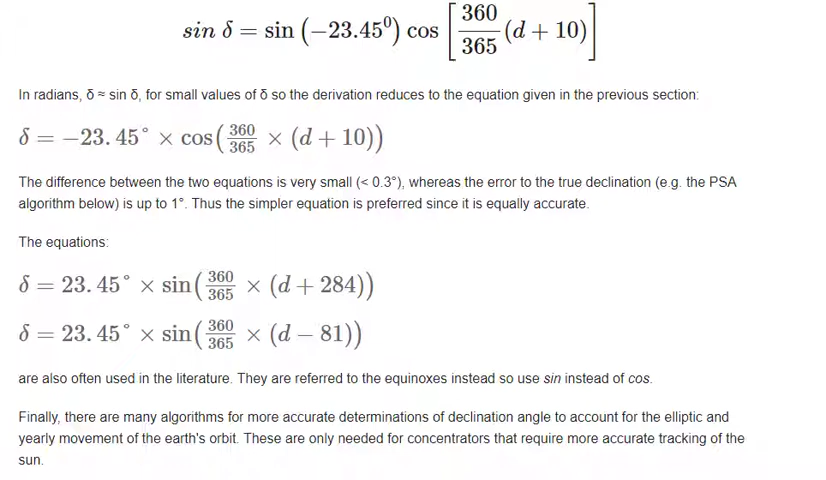 sin δ = sin (−23.45⁰) cos [ 360/365 (d + 10) ]
In radians, δ ≈ sin δ, for small values of δ so the derivation reduces to the equation given in the previous section:
δ = −23.45° × cos( 360/365 × (d + 10))
The difference between the two equations is very small (< 0.3°), whereas the error to the true declination (e.g. the PSA
algorithm below) is up to 1°. Thus the simpler equation is preferred since it is equally accurate.
The equations:
δ = 23.45° × sin( 360/365 × (d + 284))
δ = 23.45° × sin( 360/365 × (d − 81))
are also often used in the literature. They are referred to the equinoxes instead so use sin instead of cos.
Finally, there are many algorithms for more accurate determinations of declination angle to account for the elliptic and
yearly movement of the earth's orbit. These are only needed for concentrators that require more accurate tracking of the
sun.